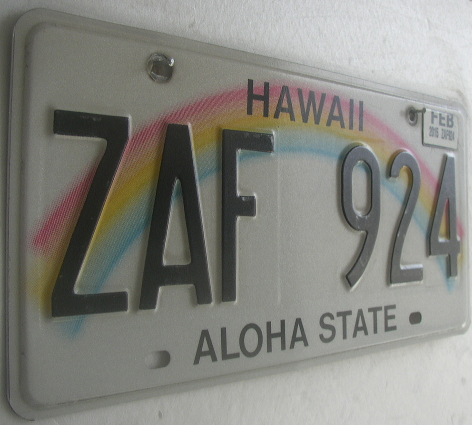 HAWAII
FEB
ZAF 924
ALOHA STATE